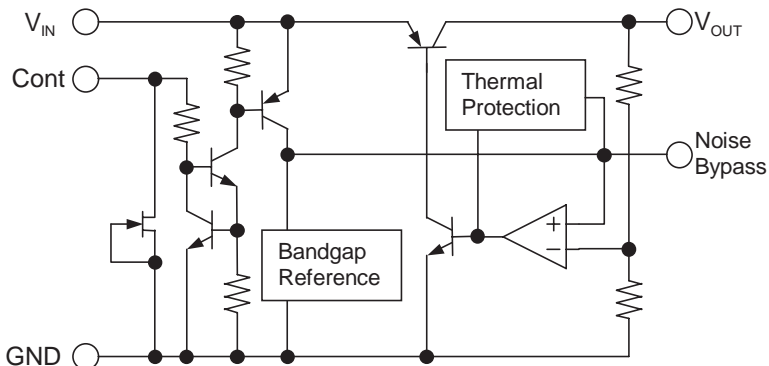 VIN
VOUT
Cont
Thermal
Protection
Noise
Bypass
+
−
Bandgap
Reference
GND